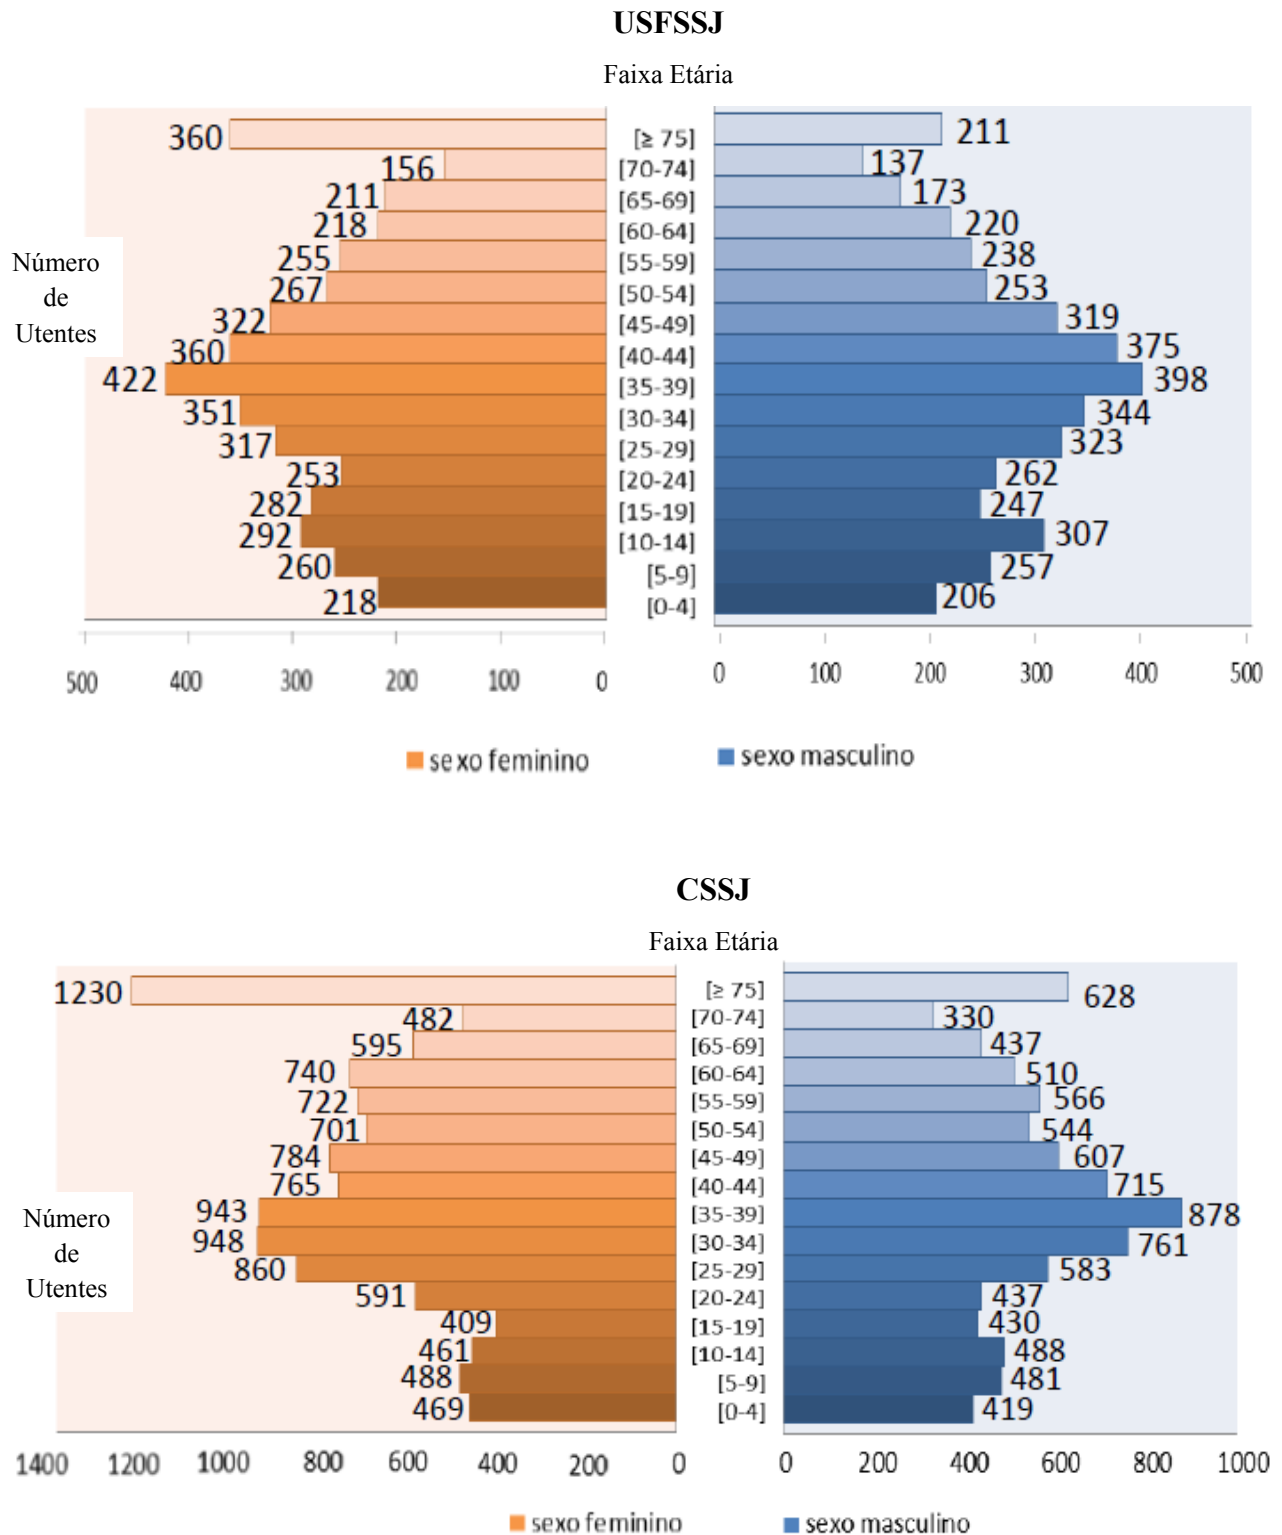 USFSSJ
Faixa Etária
360 [≥ 75] 211
156 [70-74] 137
211 [65-69] 173
218 [60-64] 220
255 [55-59] 238
267 [50-54] 253
322 [45-49] 319
360 [40-44] 375
422 [35-39] 398
351 [30-34] 344
317 [25-29] 323
253 [20-24] 262
282 [15-19] 247
292 [10-14] 307
260 [5-9] 257
218 [0-4] 206
Número
de
Utentes
500 400 300 200 100 0 0 100 200 300 400 500
sexo feminino sexo masculino
CSSJ
Faixa Etária
1230 [≥ 75] 628
482 [70-74] 330
595 [65-69] 437
740 [60-64] 510
722 [55-59] 566
701 [50-54] 544
784 [45-49] 607
765 [40-44] 715
943 [35-39] 878
948 [30-34] 761
860 [25-29] 583
591 [20-24] 437
409 [15-19] 430
461 [10-14] 488
488 [5-9] 481
469 [0-4] 419
Número
de
Utentes
1400 1200 1000 800 600 400 200 0 0 200 400 600 800 1000
sexo feminino sexo masculino